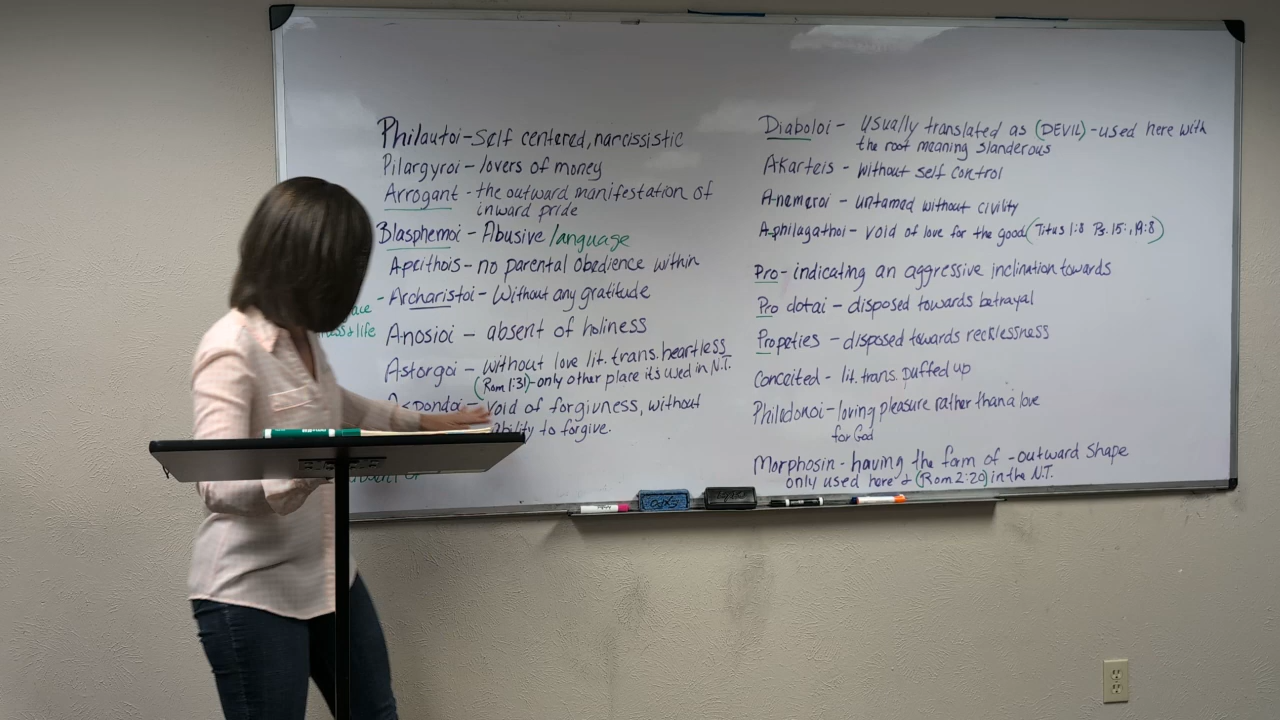 Philautoi - Self centered, narcissistic
Pilargyroi - lovers of money
Arrogant - the outward manifestation of
inward pride
Blasphemoi - Abusive language
Apeithois - no parental obedience within
- Archaristoi - Without any gratitude
Anosioi - absent of holiness
Astorgoi - without love lit. trans. heartless
(Rom 1:31) - only other place its used in N.T.
void of forgivness, without
ability to forgive.
Diaboloi - Usually translated as (DEVIL) - used here with
the root meaning slanderous
Akarteis - without self control
Anemeroi - untamed without civility
Aphilagathoi - void of love for the good (Titus 1:8
Pro - indicating an aggressive inclination towards
Pro dotai - disposed towards betrayal
Propeties - disposed towards recklessness
Conceited - lit. trans. puffed up
Philedonoi - loving pleasure rather than a love
for God
Morphosin - having the form of - outward shape
only used here & (Rom 2:20) in the N.T.